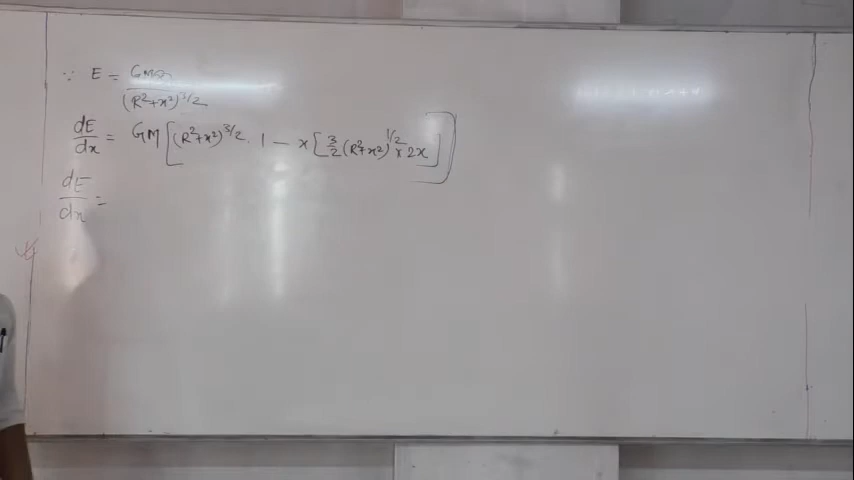 ∵ E = GMx / (R²+x²)^3/2
dE/dx = GM[(R²+x²)^3/2 · 1 − x[3/2 (R²+x²)^1/2 × 2x]]
dE/dx =